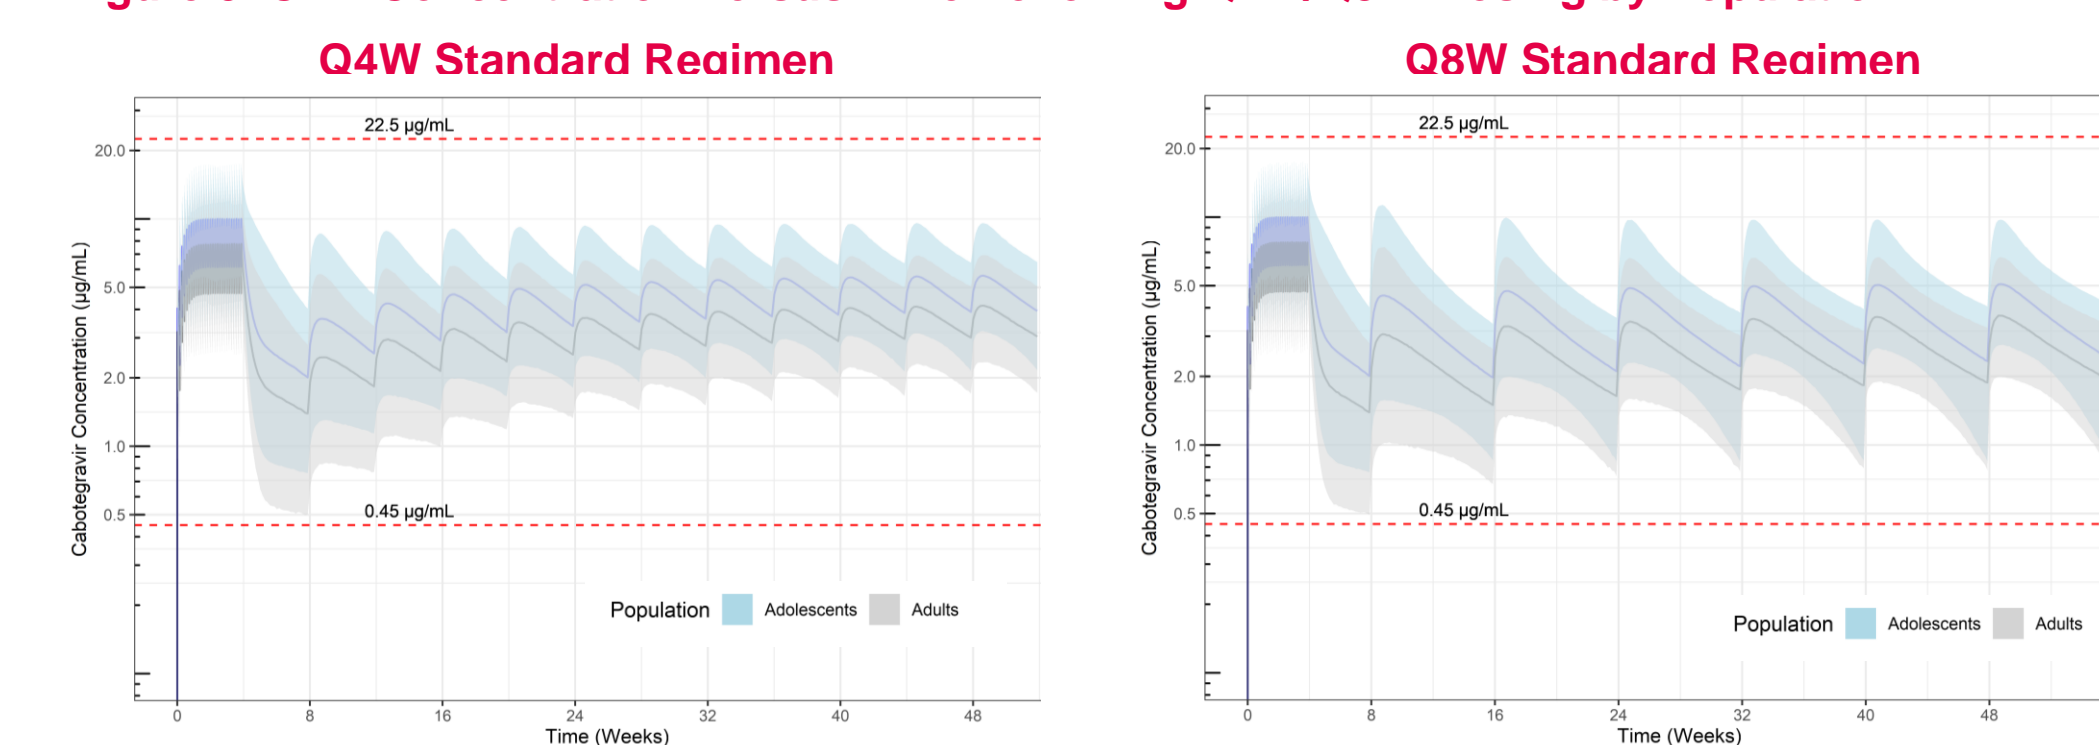 Q4W Standard Regimen
Q8W Standard Regimen
22.5 µg/mL
20.0
5.0
2.0
1.0
0.5
0.45 µg/mL
Cabotegravir Concentration (µg/mL)
Population Adolescents Adults
0 8 16 24 32 40 48
Time (Weeks)
22.5 µg/mL
20.0
5.0
2.0
1.0
0.5
0.45 µg/mL
Cabotegravir Concentration (µg/mL)
Population Adolescents Adults
0 8 16 24 32 40 48
Time (Weeks)